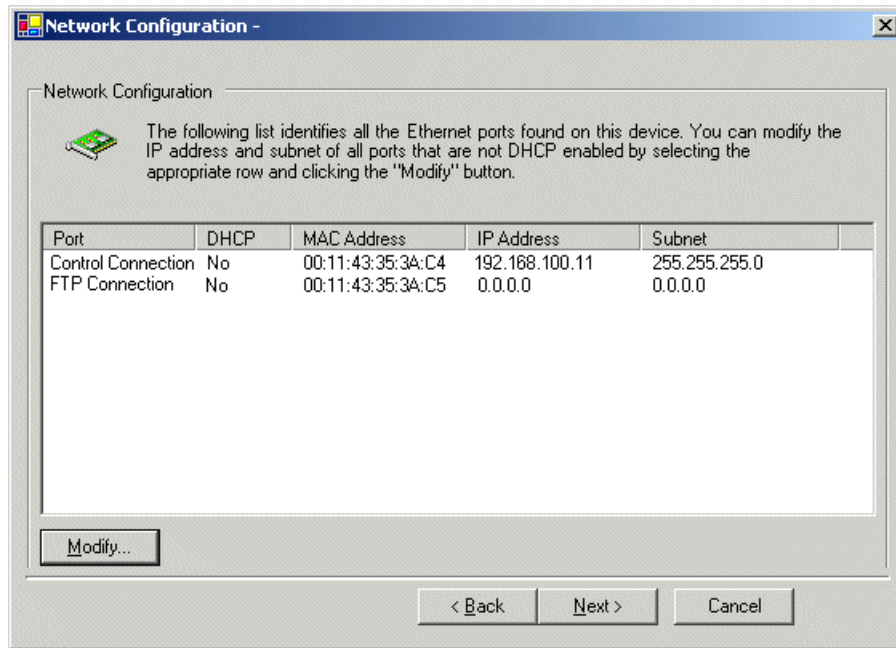 Network Configuration -
Network Configuration
The following list identifies all the Ethernet ports found on this device. You can modify the
IP address and subnet of all ports that are not DHCP enabled by selecting the
appropriate row and clicking the "Modify" button.
Port DHCP MAC Address IP Address Subnet
Control Connection No 00:11:43:35:3A:C4 192.168.100.11 255.255.255.0
FTP Connection No 00:11:43:35:3A:C5 0.0.0.0 0.0.0.0
Modify...
< Back Next > Cancel